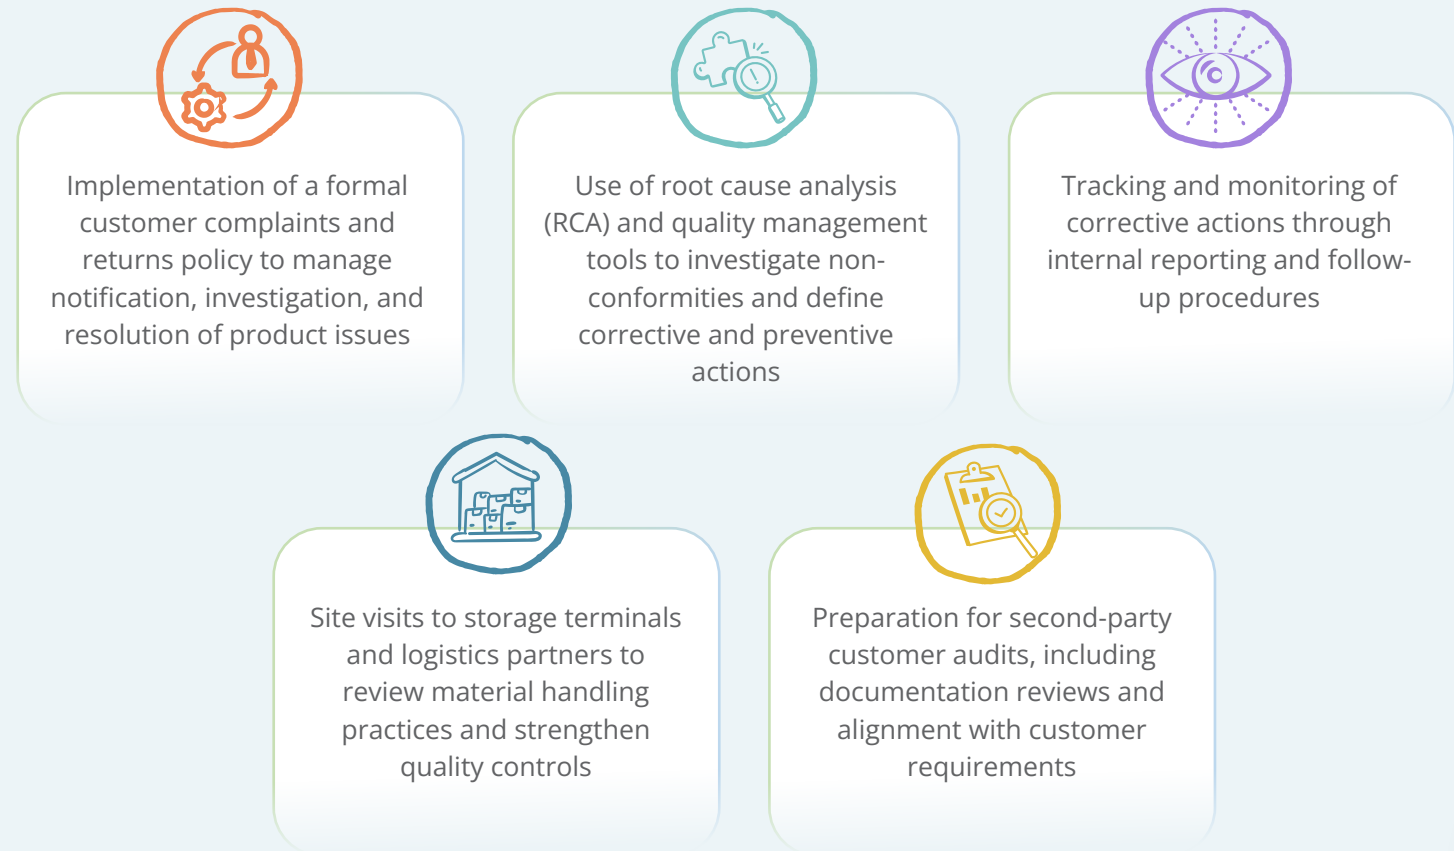 Implementation of a formal
customer complaints and
returns policy to manage
notification, investigation, and
resolution of product issues
Use of root cause analysis
(RCA) and quality management
tools to investigate non-
conformities and define
corrective and preventive
actions
Tracking and monitoring of
corrective actions through
internal reporting and follow-
up procedures
Site visits to storage terminals
and logistics partners to
review material handling
practices and strengthen
quality controls
Preparation for second-party
customer audits, including
documentation reviews and
alignment with customer
requirements